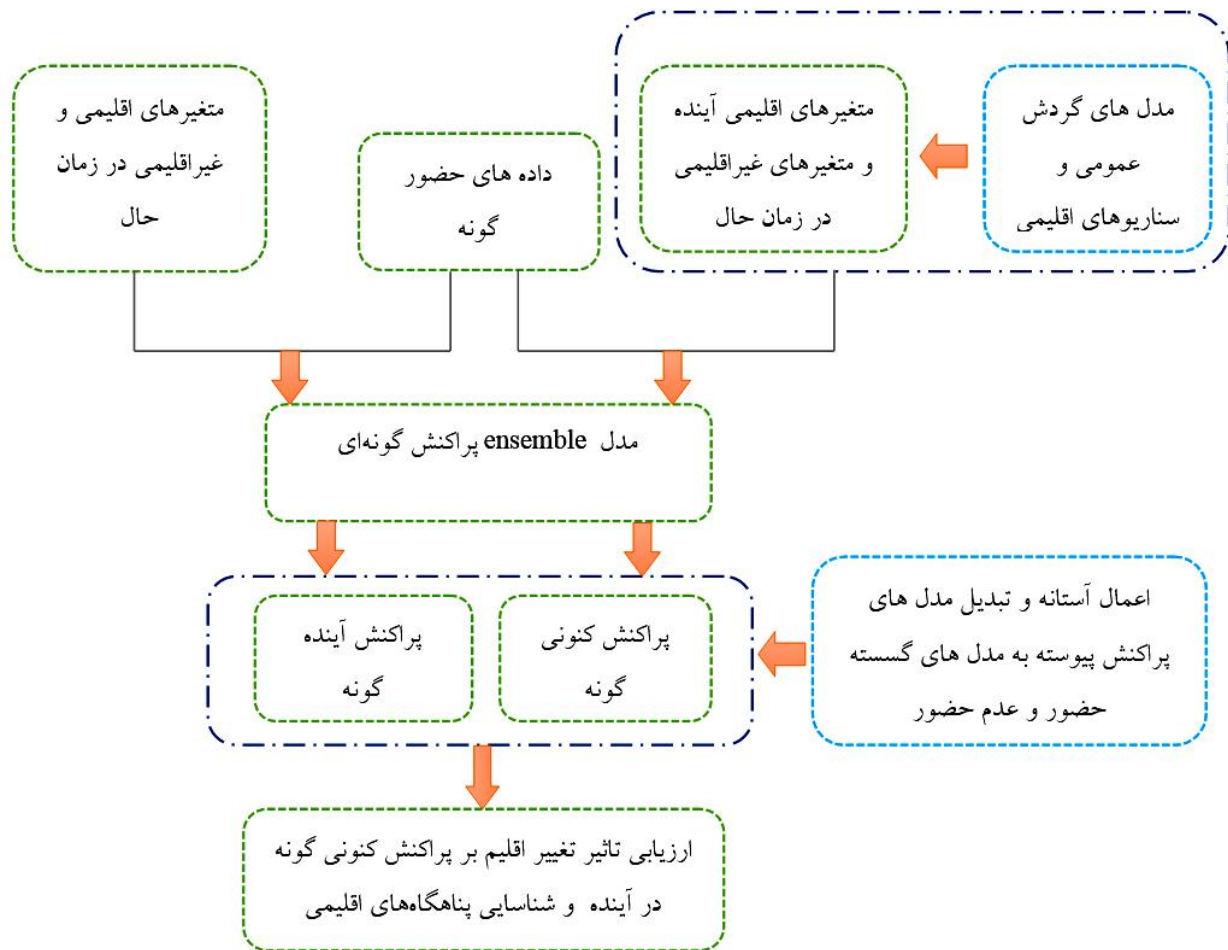 مدل های گردش
عمومی و
سناریوهای اقلیمی
متغیرهای اقلیمی آینده
و متغیرهای غیراقلیمی
در زمان حال
داده های حضور
گونه
متغیرهای اقلیمی و
غیراقلیمی در زمان
حال
مدل ensemble پراکنش گونه‌ای
پراکنش کنونی
گونه
پراکنش آینده
گونه
اعمال آستانه و تبدیل مدل های
پراکنش پیوسته به مدل های گسسته
حضور و عدم حضور
ارزیابی تاثیر تغییر اقلیم بر پراکنش کنونی گونه
در آینده و شناسایی پناهگاه‌های اقلیمی